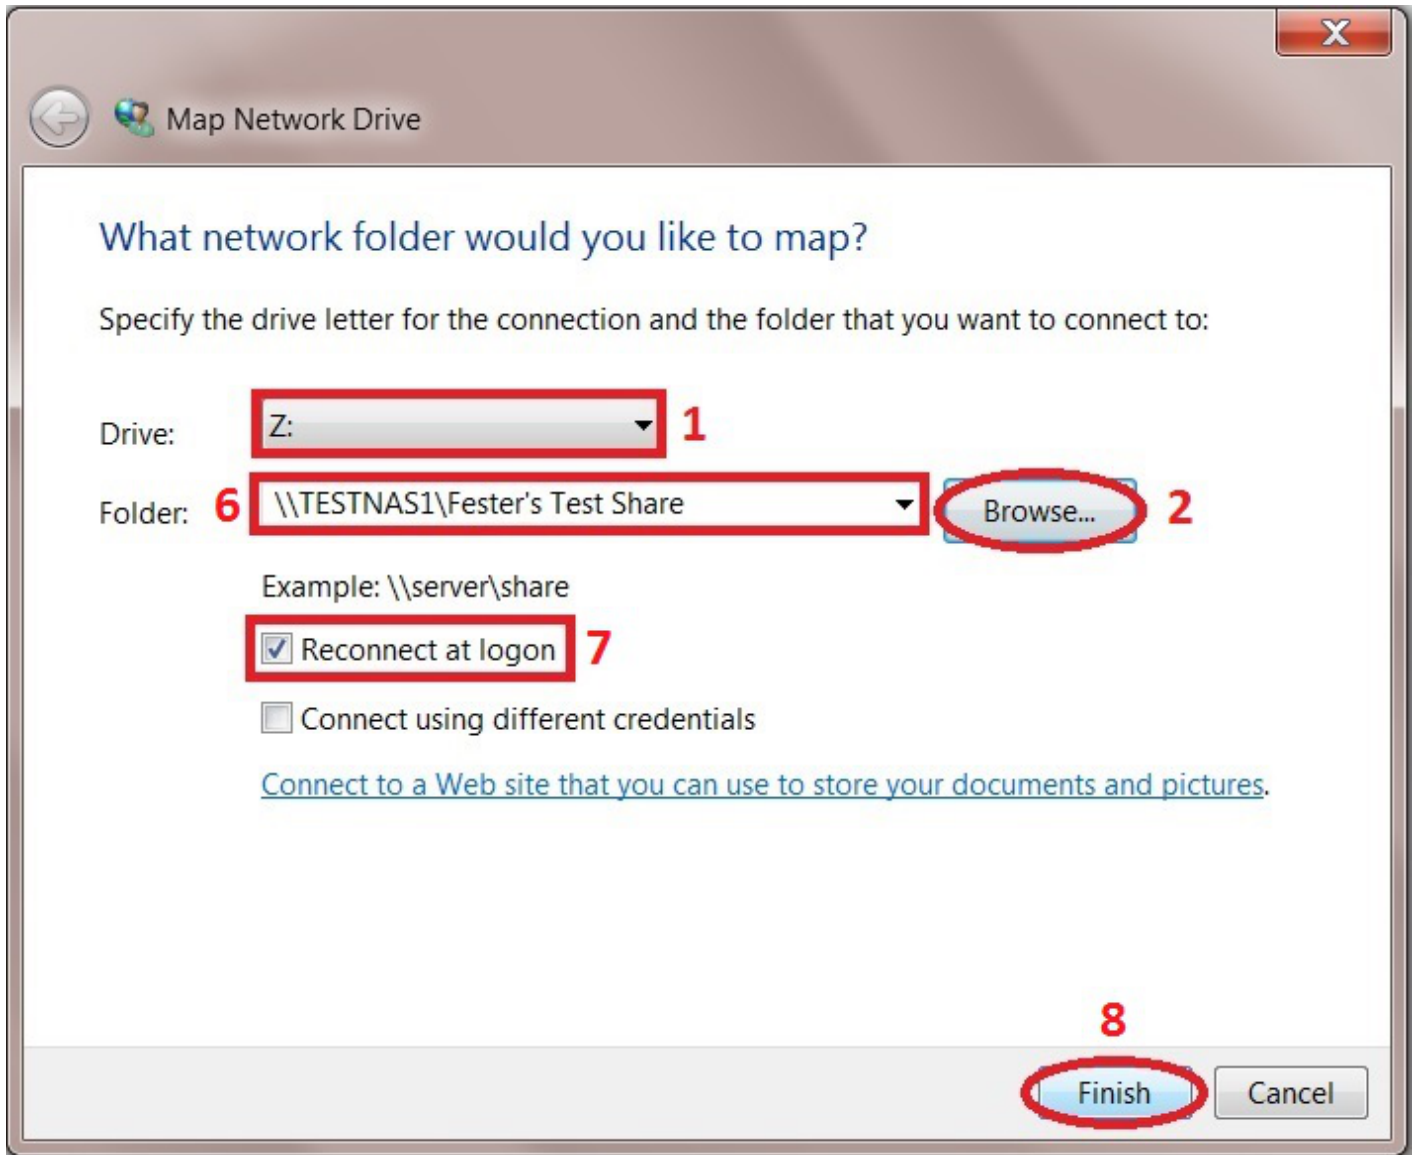 X
Map Network Drive
What network folder would you like to map?
Specify the drive letter for the connection and the folder that you want to connect to:
Drive: Z: 1
Folder: 6 \\TESTNAS1\Fester's Test Share Browse... 2
Example: \\server\share
Reconnect at logon 7
Connect using different credentials
Connect to a Web site that you can use to store your documents and pictures.
8
Finish Cancel